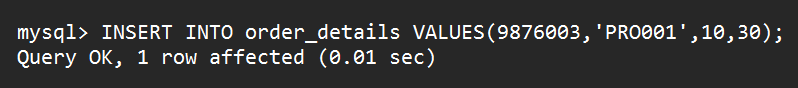 mysql> INSERT INTO order_details VALUES(9876003,'PRO001',10,30);
Query OK, 1 row affected (0.01 sec)